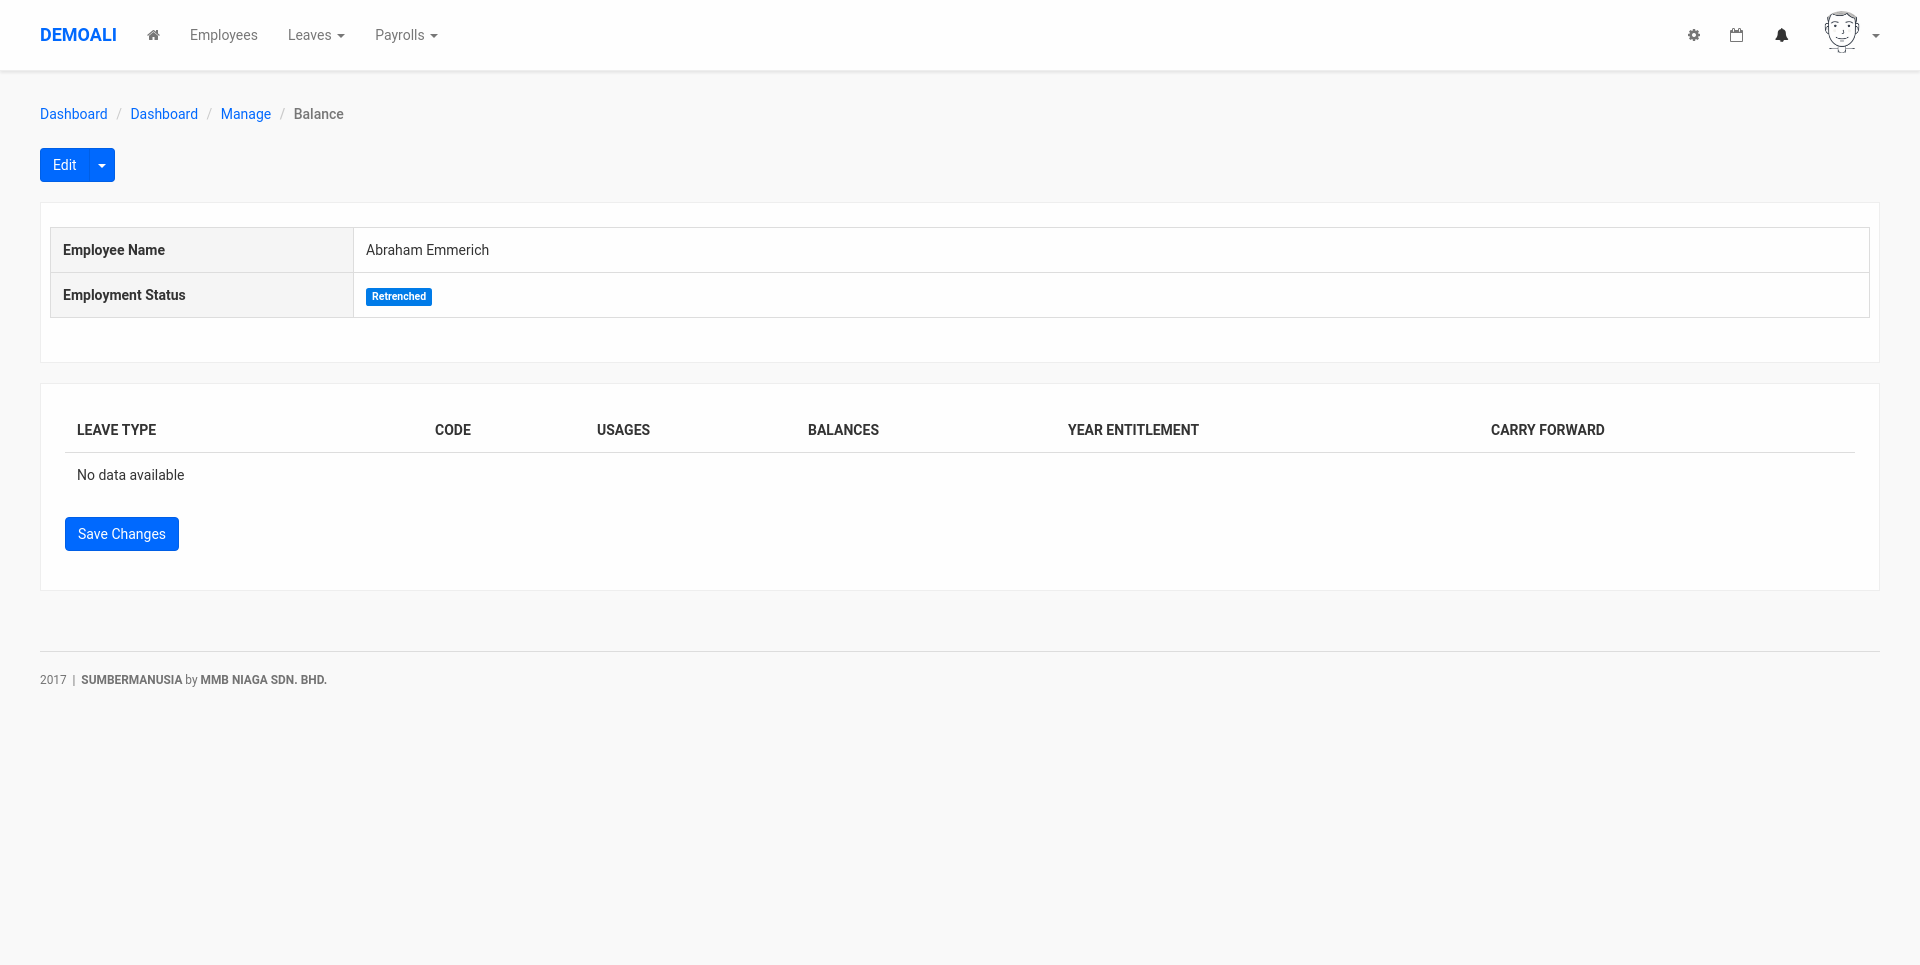 DEMOALI Employees Leaves Payrolls
Dashboard / Dashboard / Manage / Balance
Edit
Employee Name Abraham Emmerich
Employment Status Retrenched
LEAVE TYPE CODE USAGES BALANCES YEAR ENTITLEMENT CARRY FORWARD
No data available
Save Changes
2017 | SUMBERMANUSIA by MMB NIAGA SDN. BHD.